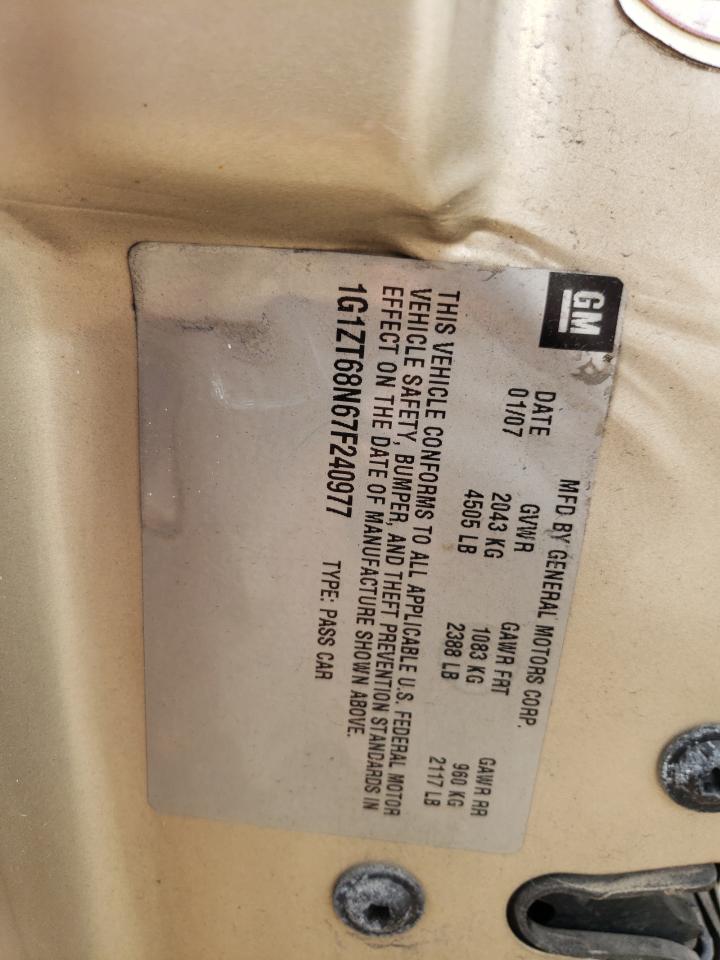 GM
MFD BY GENERAL MOTORS CORP.
DATE GVWR GAWR FRT GAWR RR
01/07 2043 KG 1083 KG 960 KG
4505 LB 2388 LB 2117 LB
THIS VEHICLE CONFORMS TO ALL APPLICABLE U.S. FEDERAL MOTOR
VEHICLE SAFETY, BUMPER, AND THEFT PREVENTION STANDARDS IN
EFFECT ON THE DATE OF MANUFACTURE SHOWN ABOVE.
1G1ZT68N67F240977 TYPE: PASS CAR